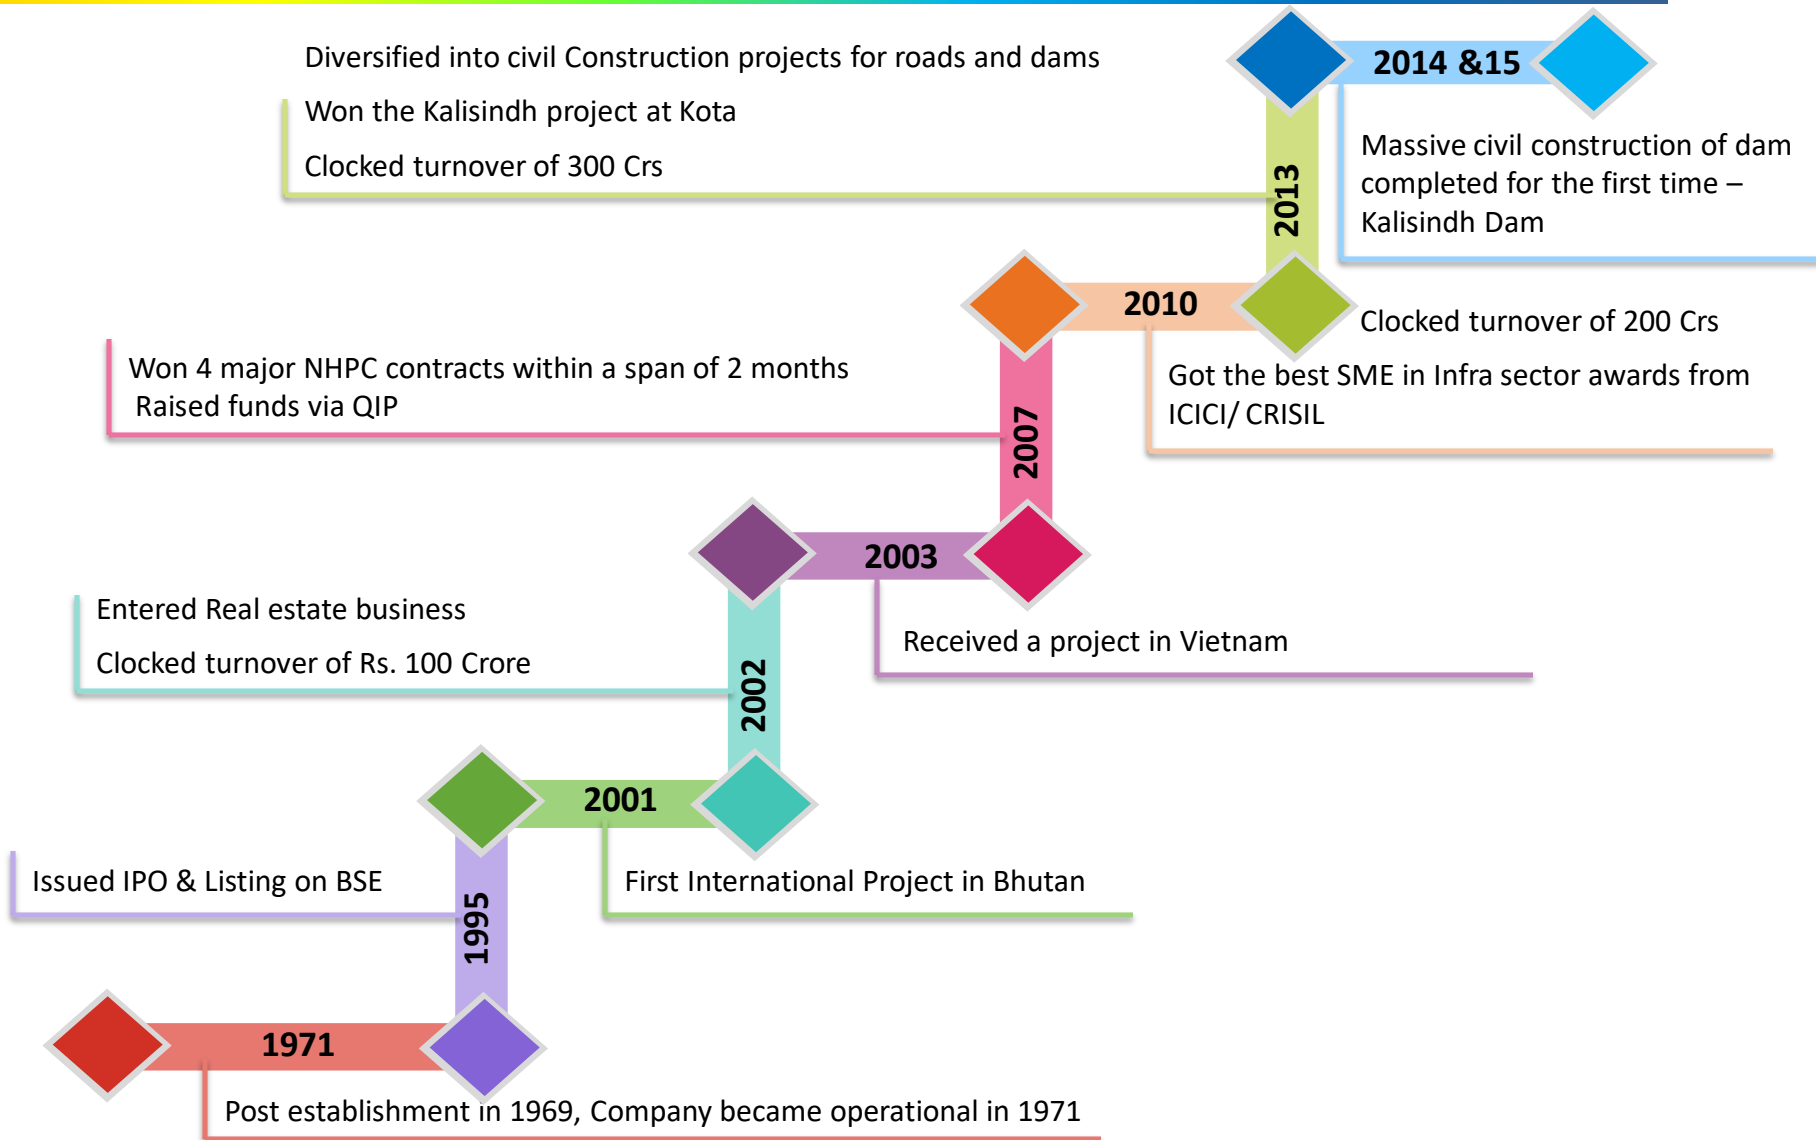 Diversified into civil Construction projects for roads and dams
Won the Kalisindh project at Kota
Clocked turnover of 300 Crs
2014 &15
Massive civil construction of dam
completed for the first time –
Kalisindh Dam
2013
2010
Clocked turnover of 200 Crs
Got the best SME in Infra sector awards from
ICICI/ CRISIL
Won 4 major NHPC contracts within a span of 2 months
Raised funds via QIP
2007
2003
Received a project in Vietnam
Entered Real estate business
Clocked turnover of Rs. 100 Crore
2002
2001
First International Project in Bhutan
Issued IPO & Listing on BSE
1995
1971
Post establishment in 1969, Company became operational in 1971